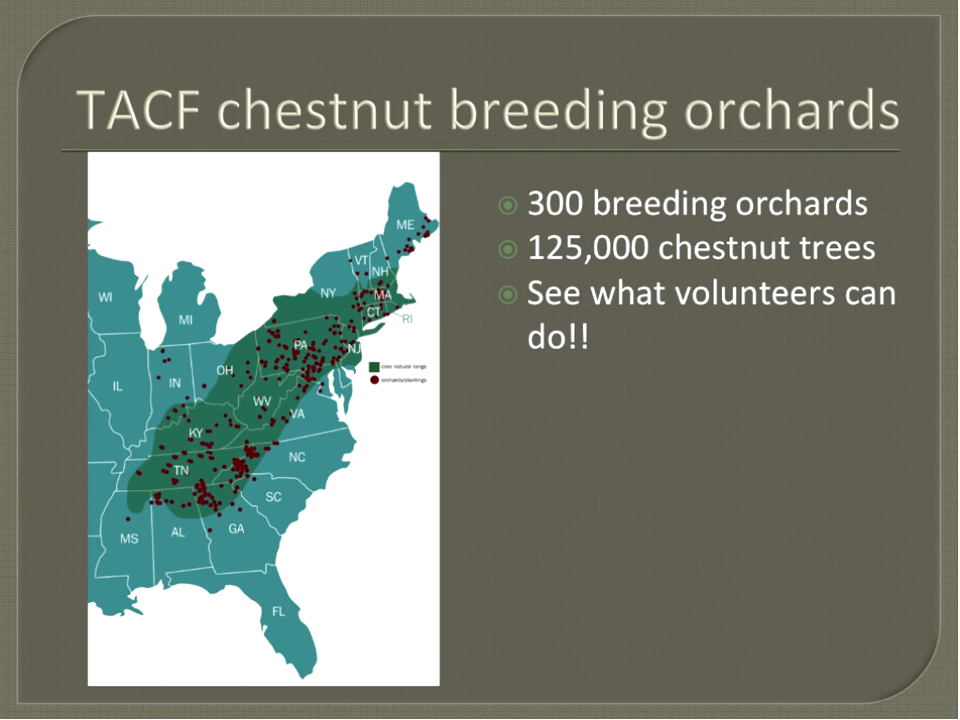 TACF chestnut breeding orchards
300 breeding orchards
125,000 chestnut trees
See what volunteers can
do!!
ME
VT
NH
WI
NY
MA
MI
CT
RI
PA
NJ
core natural range
OH
IL
IN
orchards/plantings
WV
VA
KY
NC
TN
SC
MS
AL
GA
FL